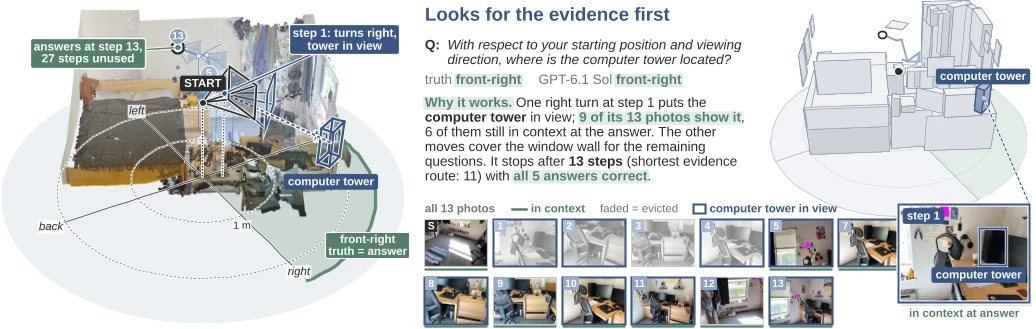 13
answers at step 13,
27 steps unused
step 1: turns right,
tower in view
5
START
left
computer tower
back
1 m
right
front-right
truth = answer
Looks for the evidence first
Q: With respect to your starting position and viewing
direction, where is the computer tower located?
truth front-right GPT-6.1 Sol front-right
Why it works. One right turn at step 1 puts the
computer tower in view; 9 of its 13 photos show it,
6 of them still in context at the answer. The other
moves cover the window wall for the remaining
questions. It stops after 13 steps (shortest evidence
route: 11) with all 5 answers correct.
computer tower
all 13 photos in context faded = evicted computer tower in view
S 1 2 3 4 5 7
8 9 10 11 12 13
step 1
computer tower
in context at answer